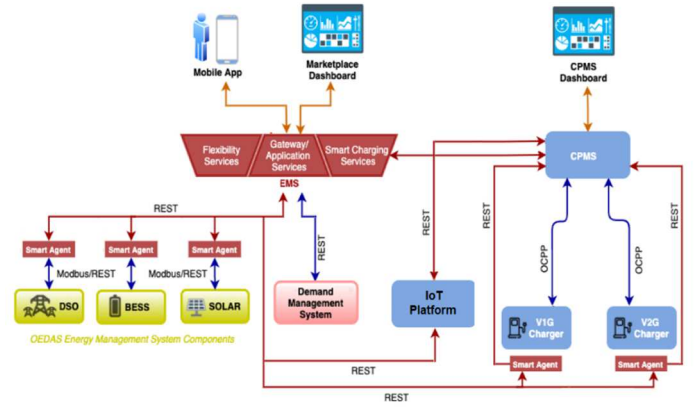 Mobile App
Marketplace
Dashboard
CPMS
Dashboard
Flexibility
Services
Gateway/
Application
Services
Smart Charging
Services
EMS
CPMS
REST
REST
REST
REST
REST
OCPP
OCPP
Smart Agent
Smart Agent
Smart Agent
Modbus/REST
Modbus/REST
DSO
BESS
SOLAR
OEDAS Energy Management System Components
Demand
Management
System
IoT
Platform
V1G
Charger
V2G
Charger
Smart Agent
Smart Agent
REST
REST